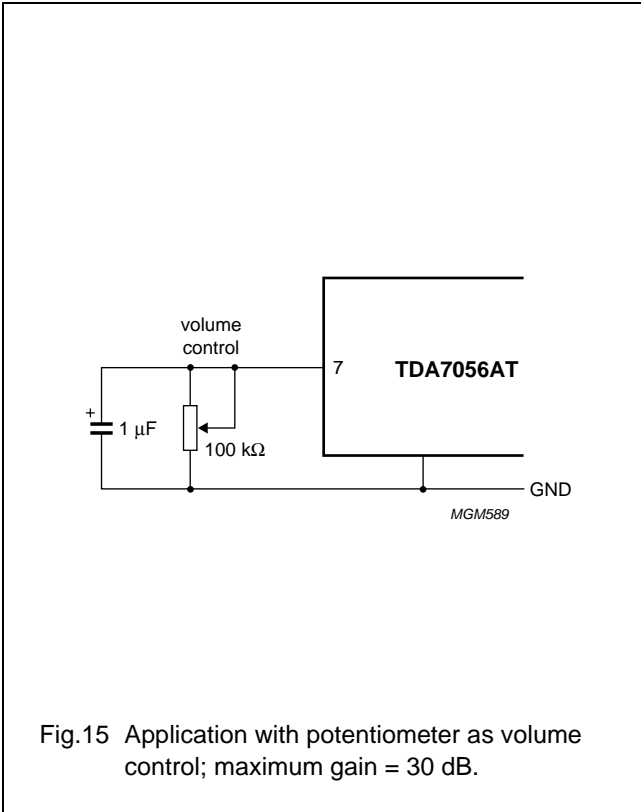 volume
control
7
TDA7056AT
+
1 μF
100 kΩ
GND
MGM589
Fig.15 Application with potentiometer as volume
control; maximum gain = 30 dB.